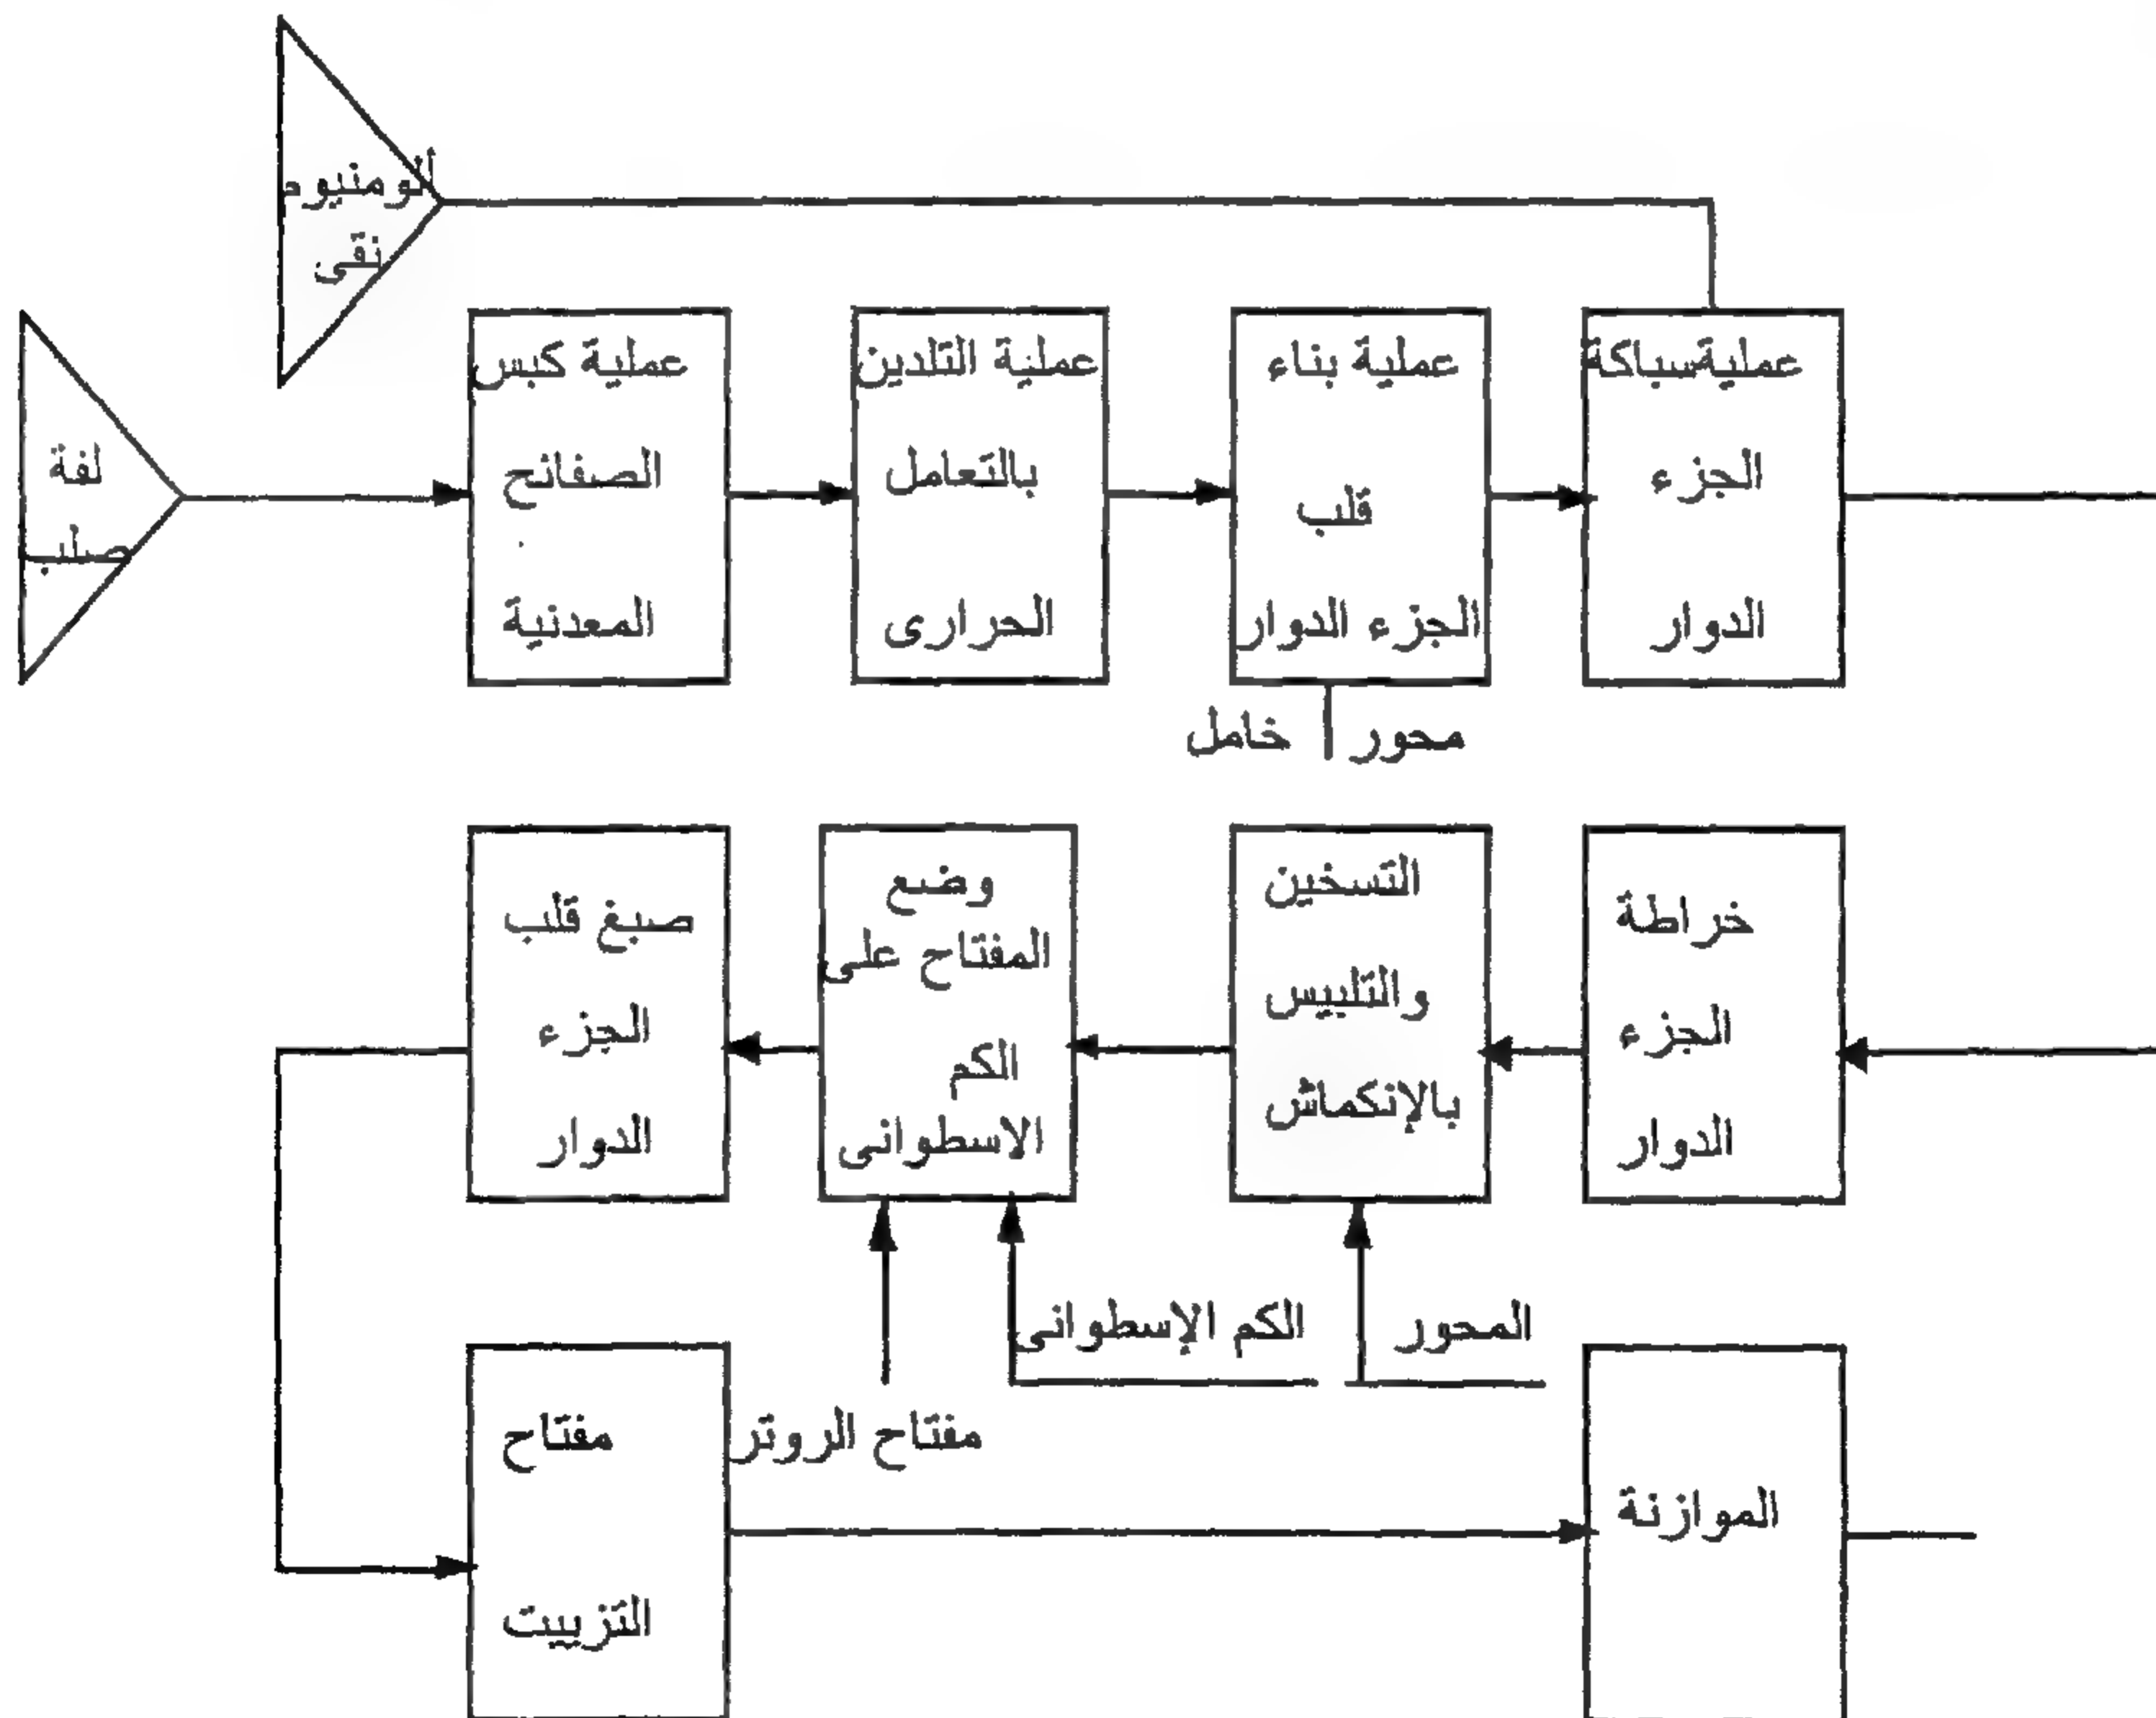 ألومنيوم
نقى
لفة
صلب
عملية كبس
الصفائح
المعدنية
عملية التلدين
بالتعامل
الحرارى
عملية بناء
قلب
الجزء الدوار
عملية سباكة
الجزء
الدوار
محور خامل
خراطة
الجزء
الدوار
التسخين
والتلبيس
بالإنكماش
وضع
المفتاح على
الكم
الاسطوانى
صبغ قلب
الجزء
الدوار
المحور
الكم الإسطوانى
مفتاح الروتر
مفتاح
التزييت
الموازنة